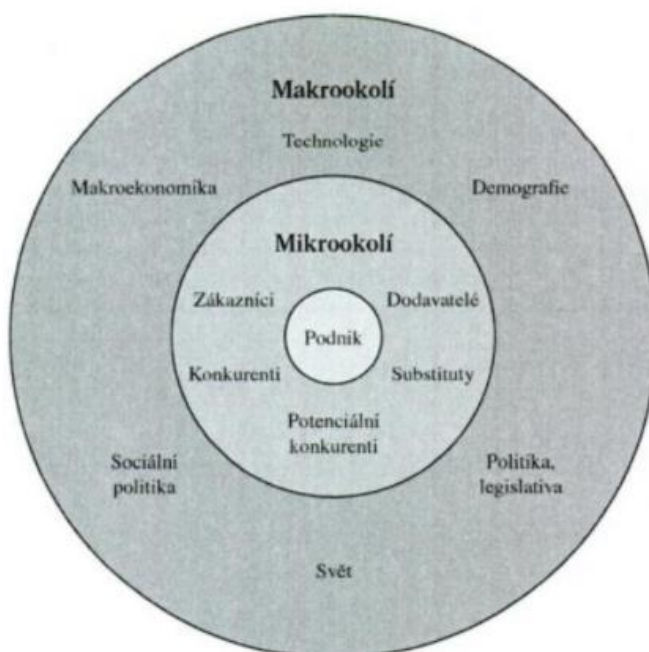 Makrookolí
Technologie
Makroekonomika
Demografie
Mikrookolí
Zákazníci
Dodavatelé
Podnik
Konkurenti
Substituty
Potenciální
konkurenti
Sociální
politika
Politika,
legislativa
Svět